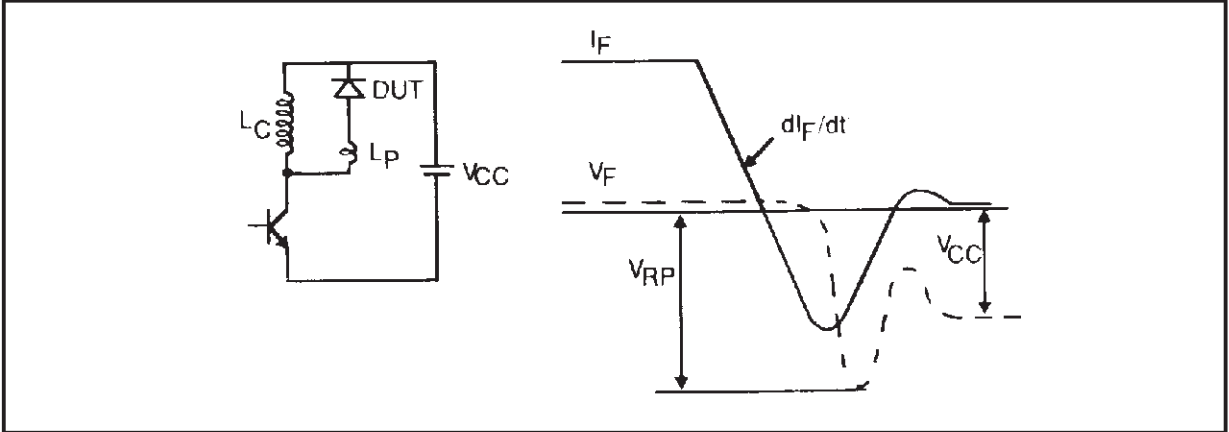 DUT
LC
LP
VCC
IF
dIF/dt
VF
VRP
VCC